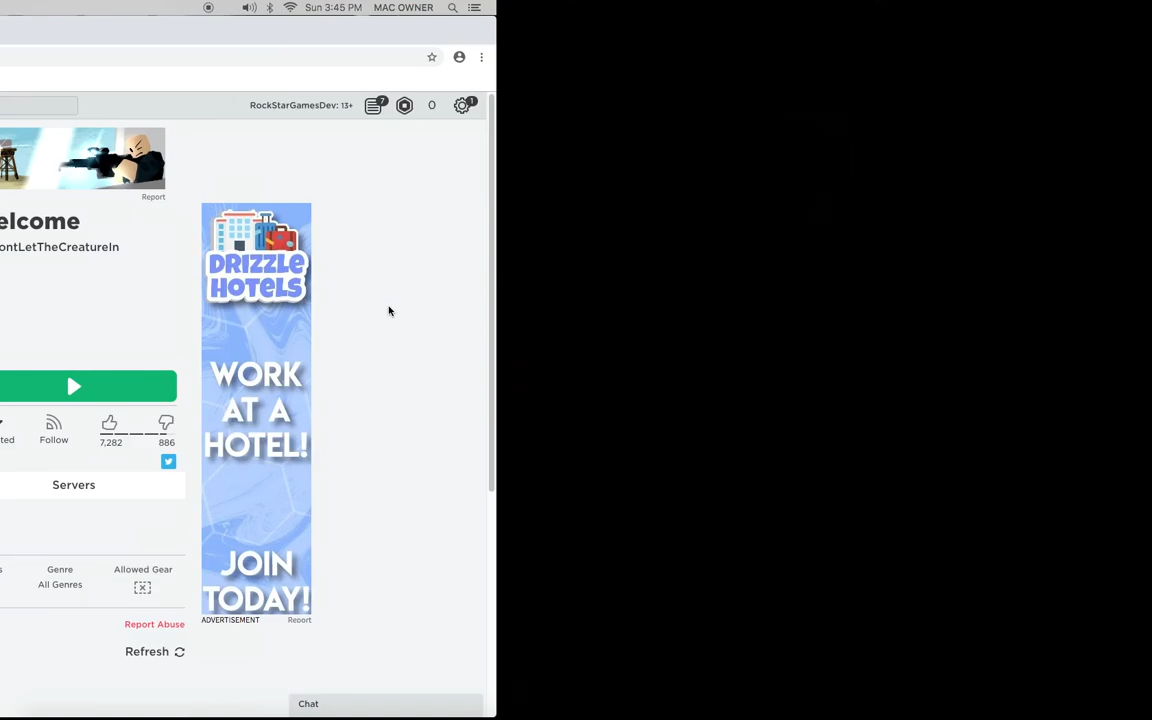 Sun 3:45 PM MAC OWNER
RockStarGamesDev: 13+ 7 0 1
Report
elcome
ontLetTheCreatureIn
DRIZZLE
HOTELS
WORK
AT A
HOTEL!
ted Follow 7,282 886
Servers
s Genre Allowed Gear
All Genres
JOIN
TODAY!
ADVERTISEMENT Report
Report Abuse
Refresh
Chat